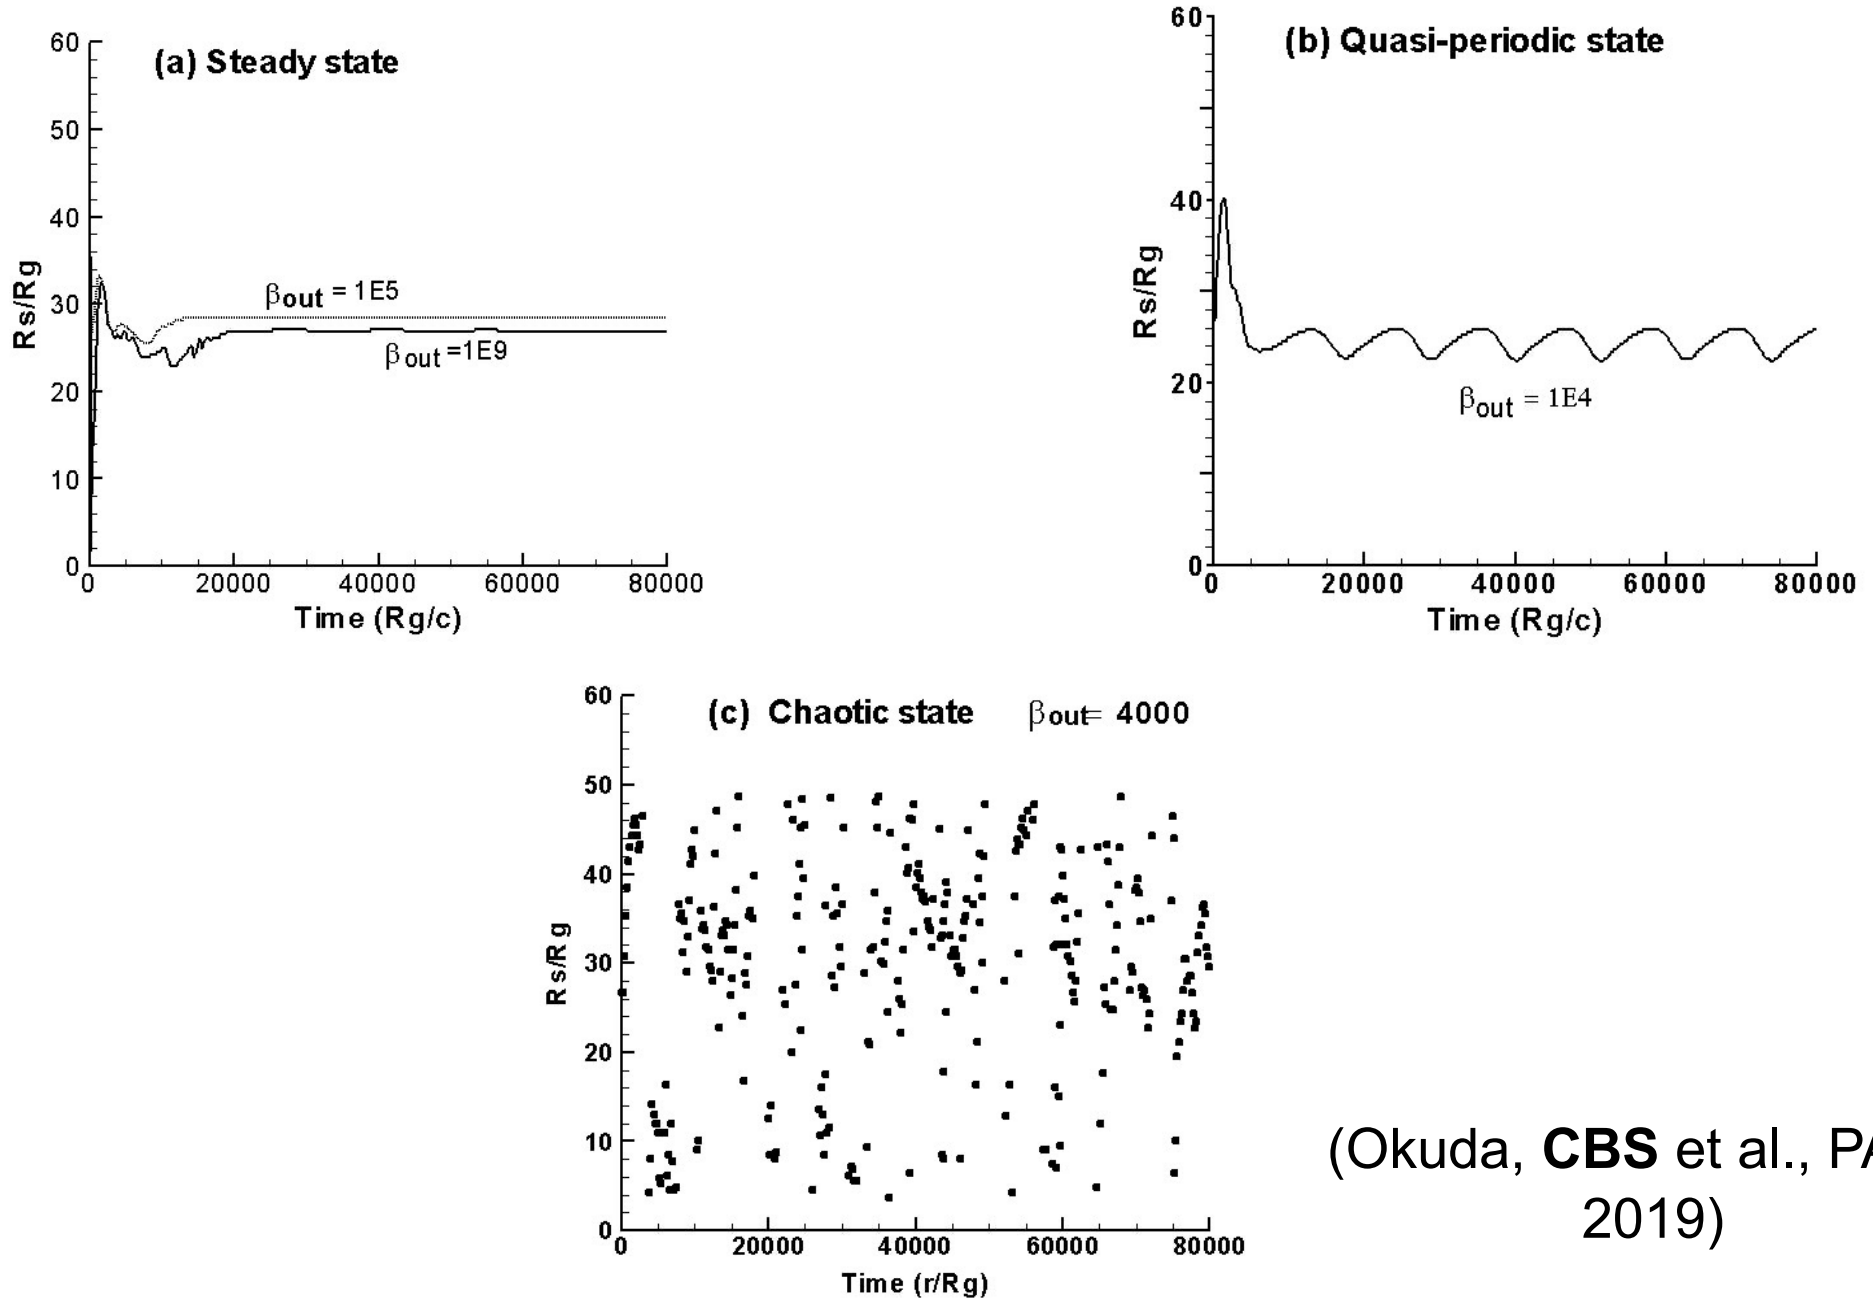 (a) Steady state
60
50
40
30
20
10
0
Rs/Rg
βout = 1E5
βout =1E9
0 20000 40000 60000 80000
Time (Rg/c)
(b) Quasi-periodic state
60
40
20
0
Rs/Rg
βout = 1E4
0 20000 40000 60000 80000
Time (Rg/c)
(c) Chaotic state βout= 4000
60
50
40
30
20
10
0
Rs/Rg
0 20000 40000 60000 80000
Time (r/Rg)
(Okuda, CBS et al., PA
2019)